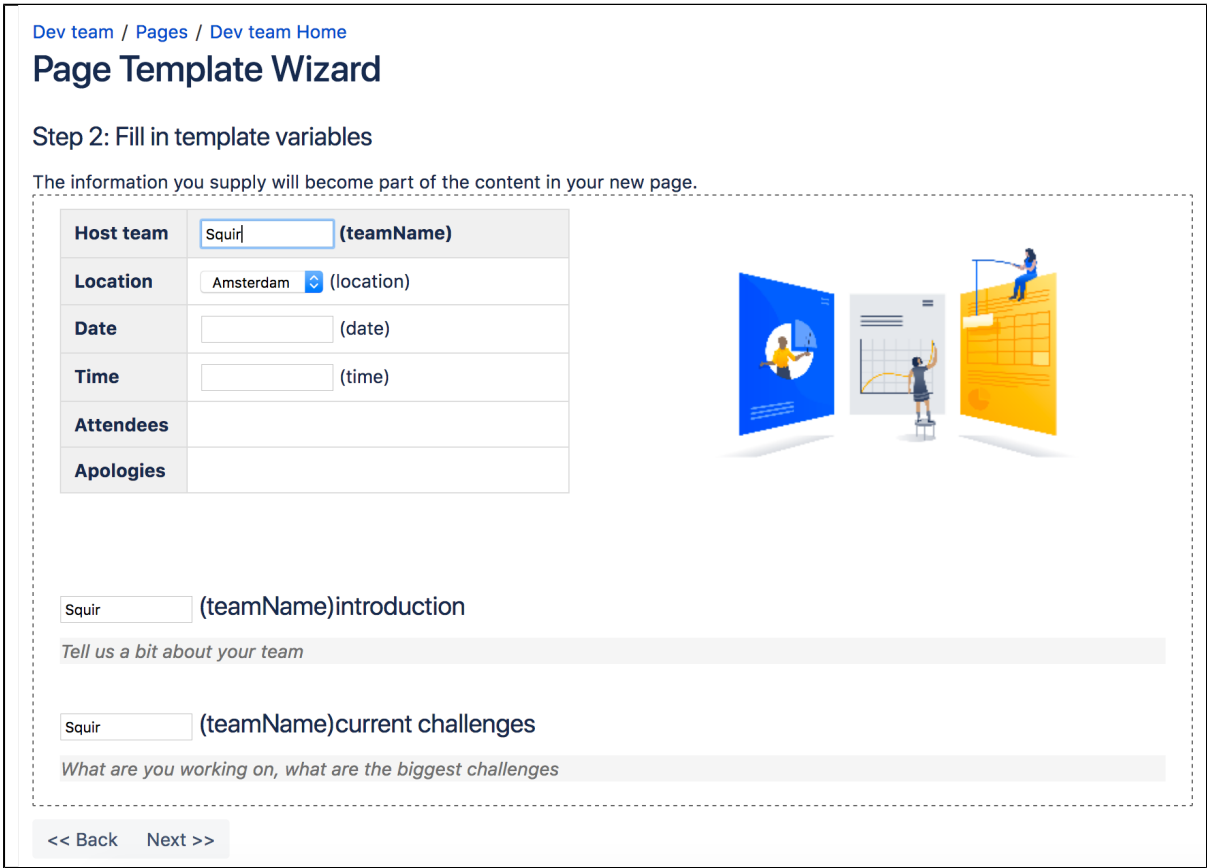 Dev team / Pages / Dev team Home
Page Template Wizard
Step 2: Fill in template variables
The information you supply will become part of the content in your new page.
Host team Squir (teamName)
Location Amsterdam (location)
Date (date)
Time (time)
Attendees
Apologies
Squir (teamName)introduction
Tell us a bit about your team
Squir (teamName)current challenges
What are you working on, what are the biggest challenges
<< Back Next >>